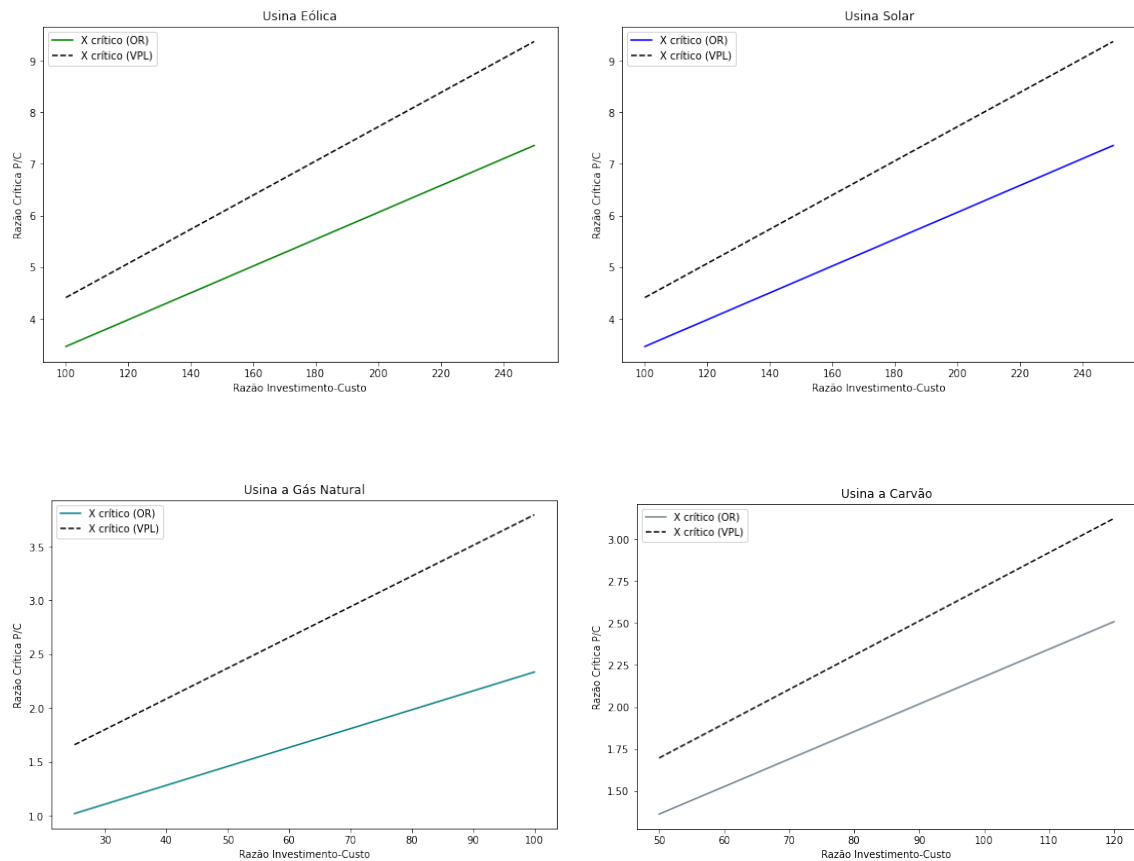 Usina Eólica
X crítico (OR)
X crítico (VPL)
Razão Crítica P/C
9
8
7
6
5
4
100 120 140 160 180 200 220 240
Razão Investimento-Custo
Usina Solar
X crítico (OR)
X crítico (VPL)
Razão Crítica P/C
9
8
7
6
5
4
100 120 140 160 180 200 220 240
Razão Investimento-Custo
Usina a Gás Natural
X crítico (OR)
X crítico (VPL)
Razão Crítica P/C
3.5
3.0
2.5
2.0
1.5
1.0
30 40 50 60 70 80 90 100
Razão Investimento-Custo
Usina a Carvão
X crítico (OR)
X crítico (VPL)
Razão Crítica P/C
3.00
2.75
2.50
2.25
2.00
1.75
1.50
50 60 70 80 90 100 110 120
Razão Investimento-Custo